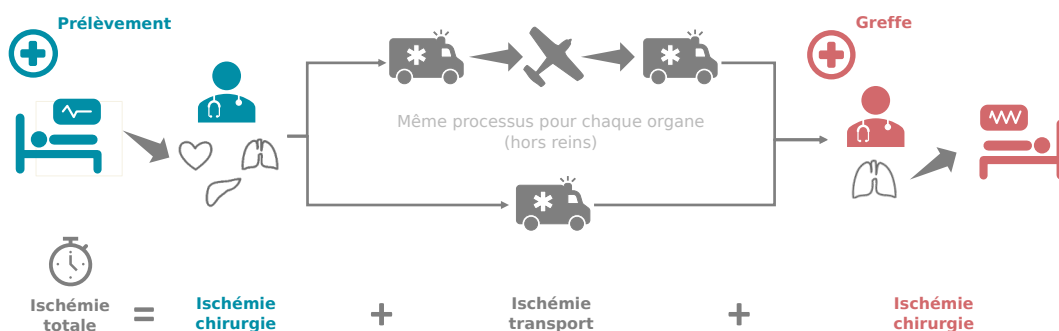 Prélèvement
Greffe
Même processus pour chaque organe
(hors reins)
Ischémie
totale
=
Ischémie
chirurgie
+
Ischémie
transport
+
Ischémie
chirurgie